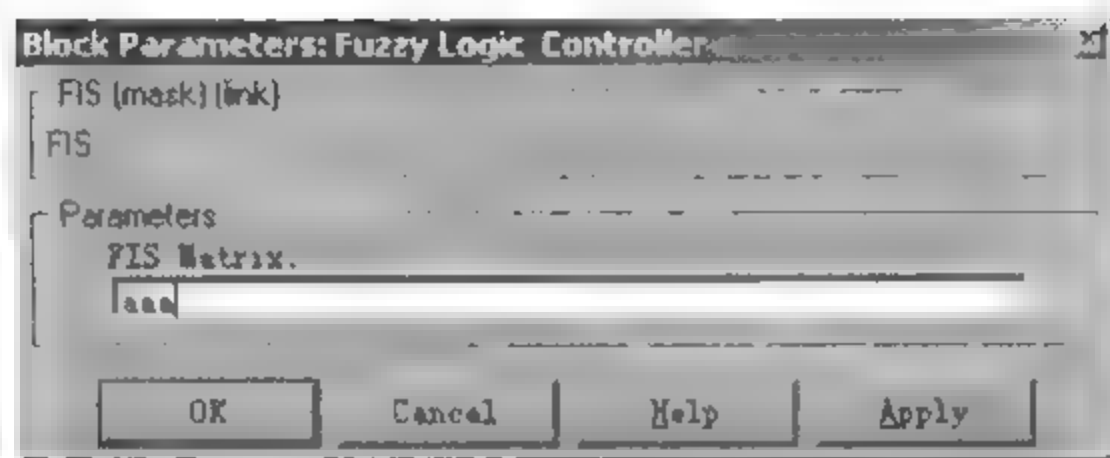 Block Parameters: Fuzzy Logic Controller
FIS (mask) (link)
FIS
Parameters
FIS Matrix.
aaa
OK
Cancel
Help
Apply